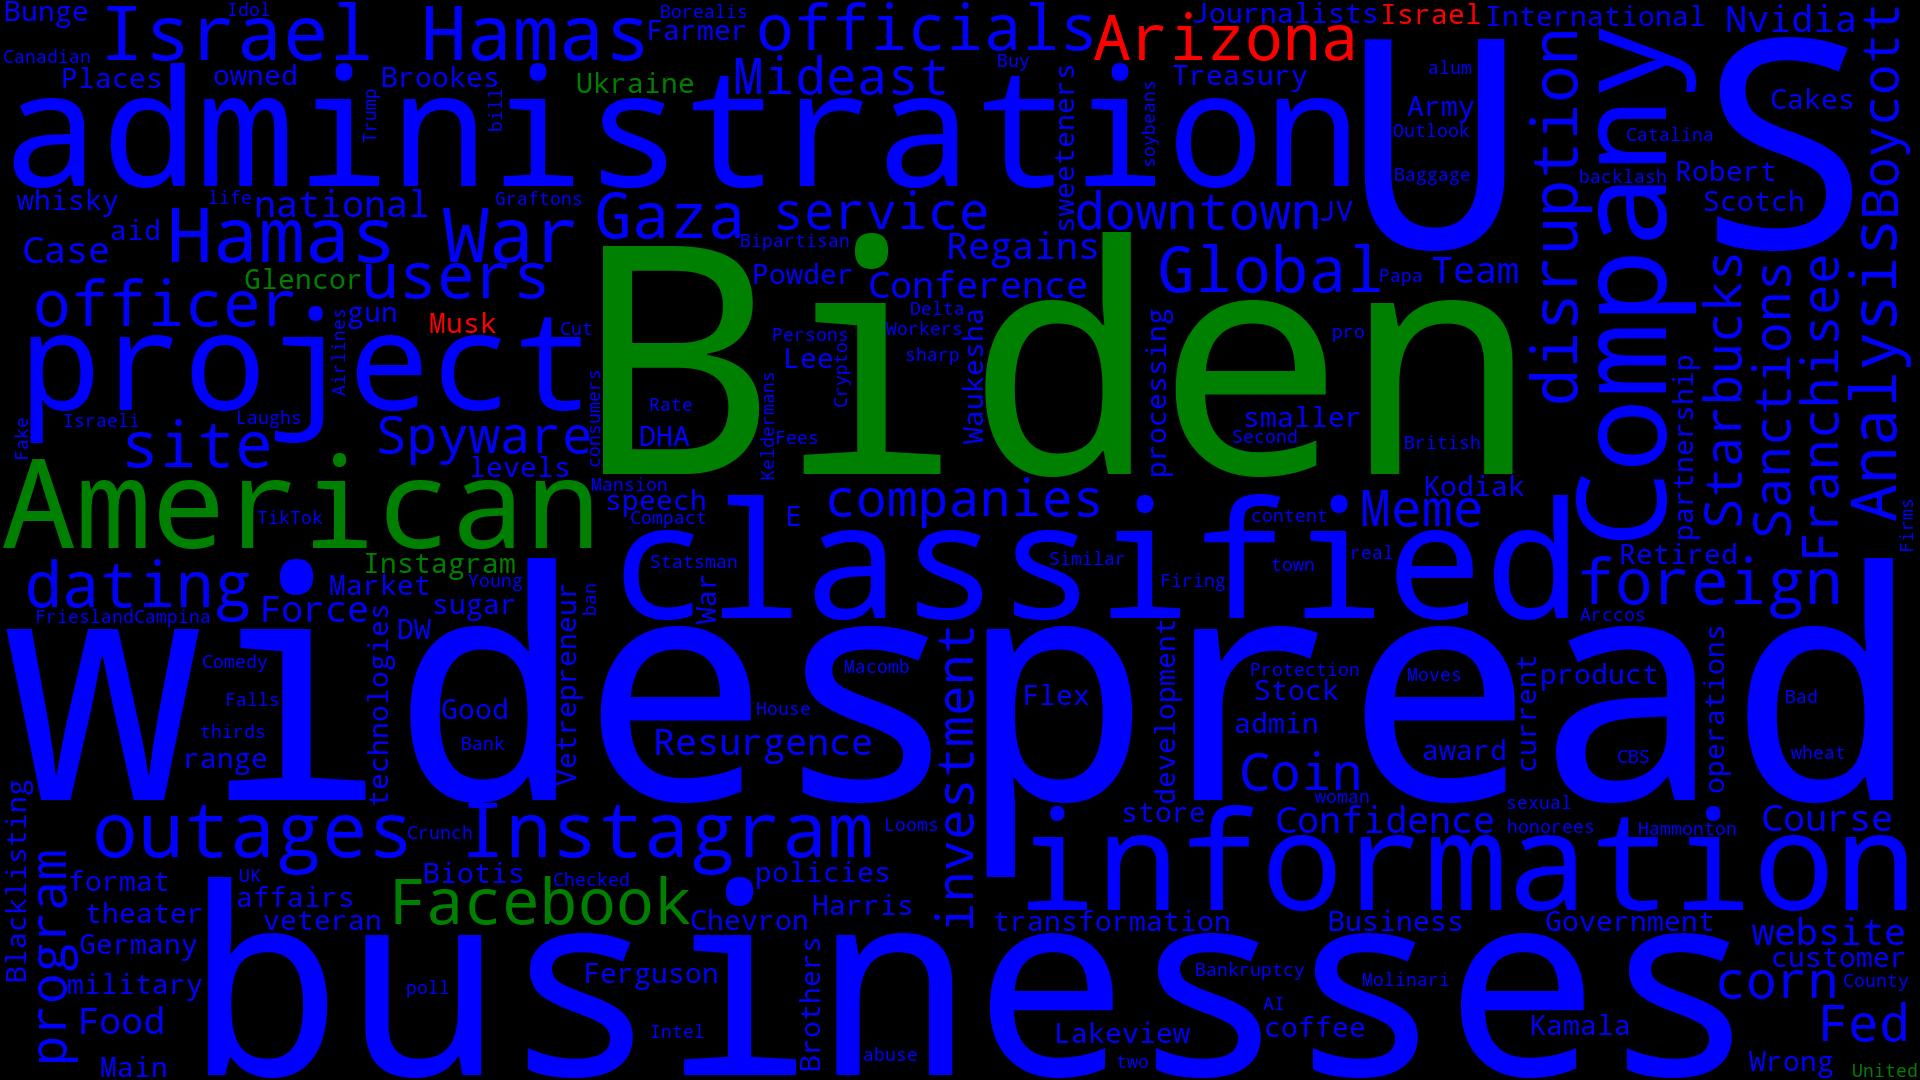 Bunge
Idol
Israel Hamas
Borealis
Farmer
officials
Arizona
Journalists
Israel
International
Nvidia
Canadian
Places
owned
Brookes
Ukraine
Mideast
Buy
Treasury
alum
Army
Outlook
Baggage
Cakes
Catalina
backlash
Robert
Scotch
Boycott
administration
U S
Trump
bill
sweeteners
soybeans
disruption
Company
whisky
life
national
Graftons
Gaza
service
downtown
JV
Case
aid
Hamas War
Bipartisan
Regains
Glencor
users
Powder
Conference
Global
Papa
Team
officer
gun
Musk
Cut
Airlines
Delta
Persons
Workers
Lee
sharp
Cryptos
Waukesha
processing
pro
project
Biden
Starbucks
Sanctions
Franchisee
Analysis
partnership
Firms
Israeli
Laughs
Fake
site
Spyware
consumers
Rate
DHA
Keldermans
Fees
smaller
Second
British
levels
Mansion
Kodiak
American
TikTok
speech
Compact
E
companies
content
Meme
classified
Instagram
Statsman
Similar
Firing
town
real
Retired
foreign
dating
Market
Young
Force
sugar
ban
War
Arccos
FrieslandCampina
DW
technologies
Vetrepreneur
Widespread
Comedy
Falls
thirds
range
Good
Bank
House
Macomb
Resurgence
investment
Flex
development
Protection
Stock
admin
Moves
award
current
product
CBS
operations
Bad
wheat
Coin
woman
sexual
store
Confidence
honorees
Hammonton
Course
Blacklisting
outages
Crunch
Instagram
Looms
information
program
format
UK
affairs
Biotis
Checked
policies
theater
veteran
Facebook
Chevron
Harris
transformation
Business
Government
Germany
website
customer
military
poll
Ferguson
Brothers
Bankruptcy
Molinari
corn
County
Food
businesses
Intel
abuse
Lakeview
AI
coffee
Kamala
Fed
Main
two
Wrong
United